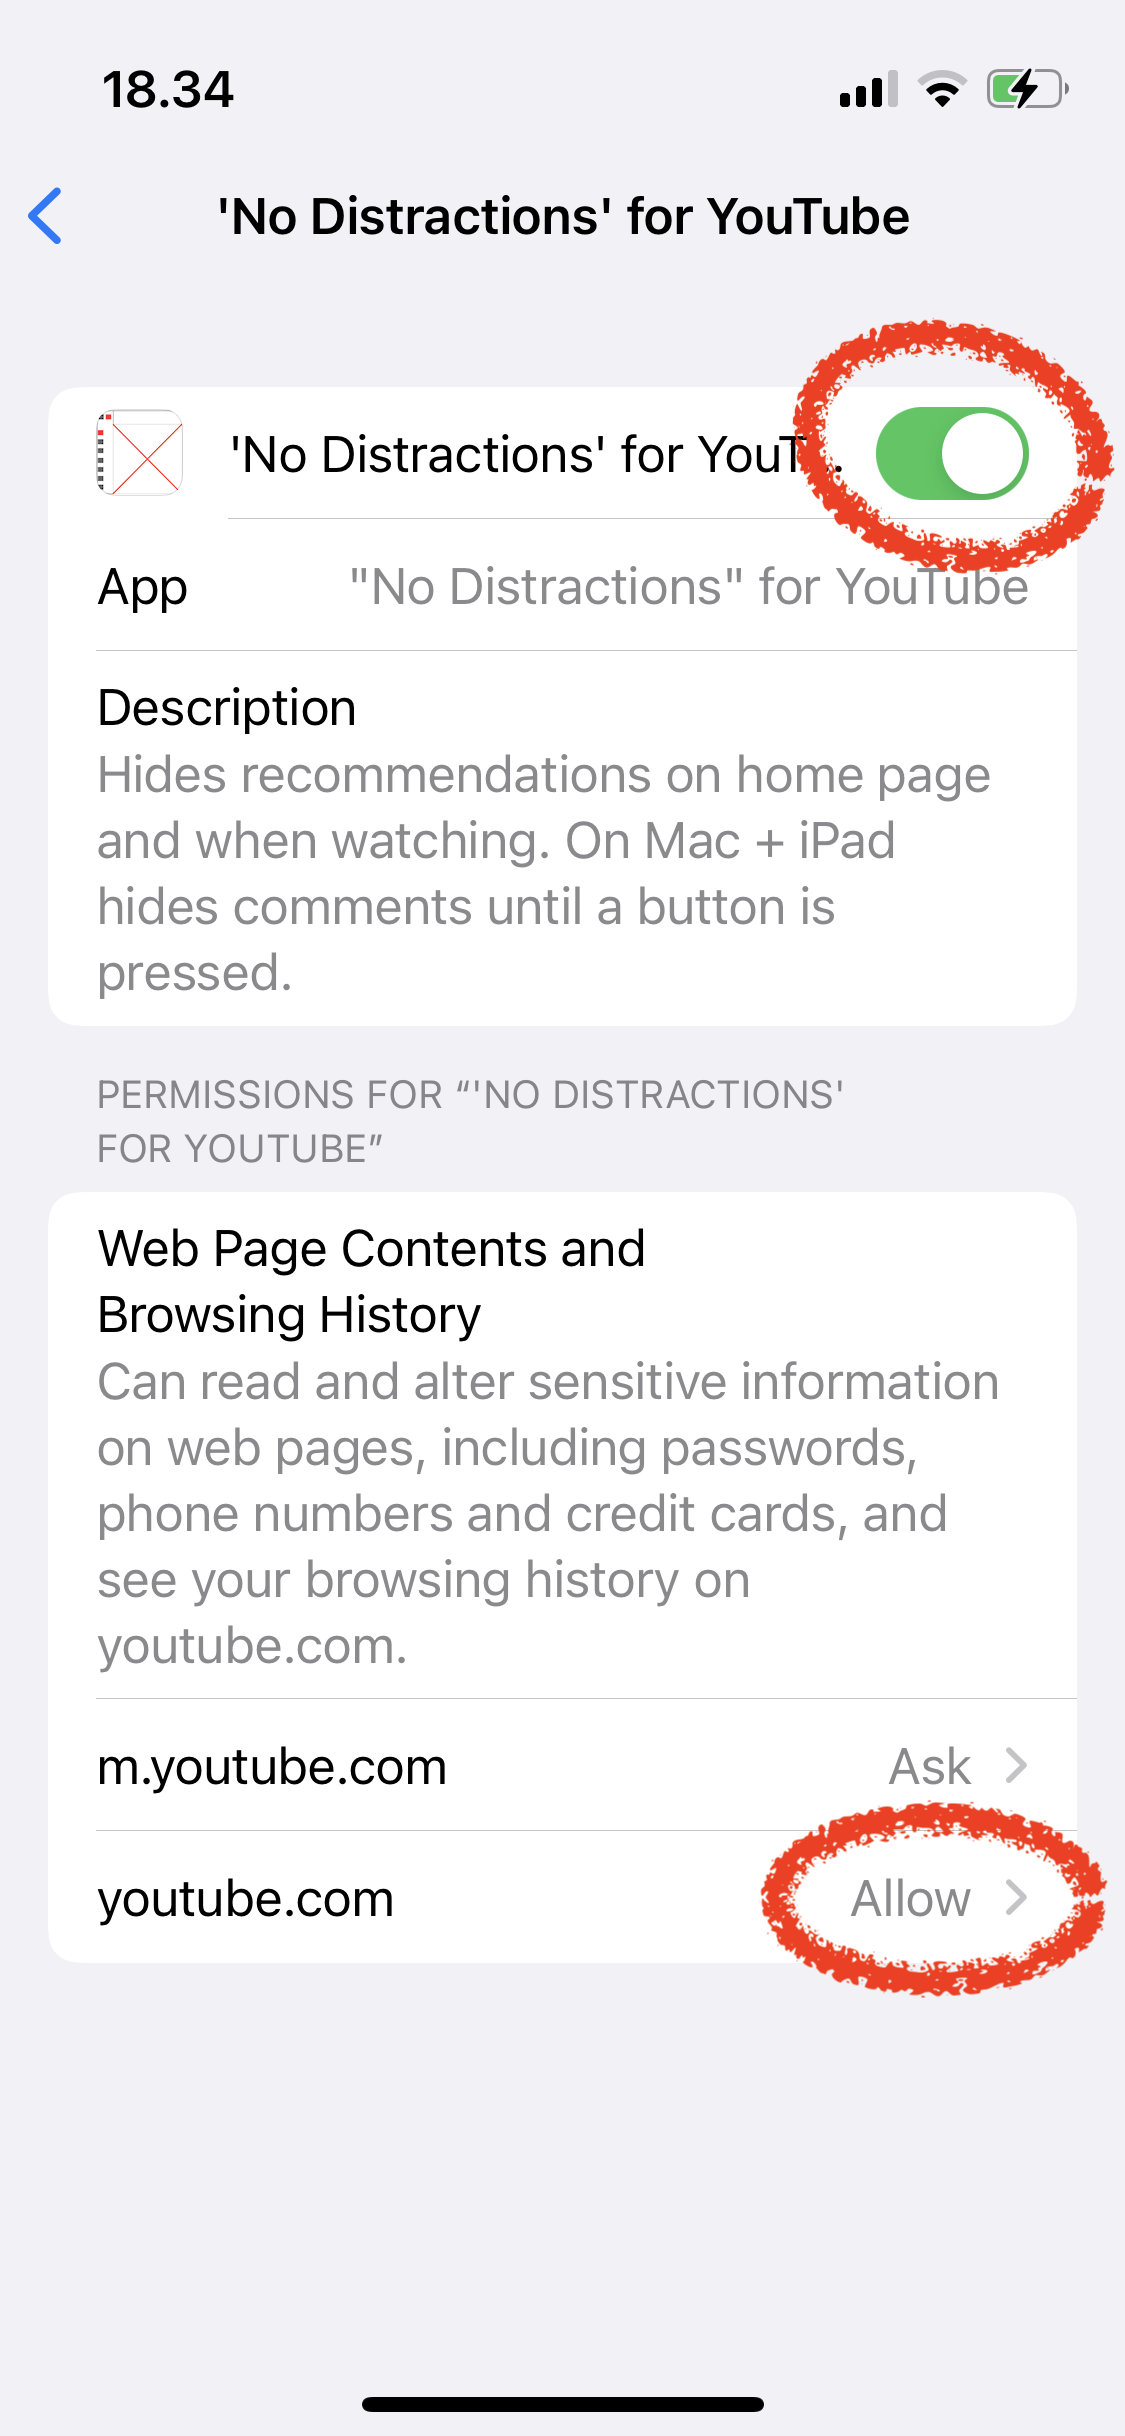 18.34
'No Distractions' for YouTube
'No Distractions' for YouT...
App "No Distractions" for YouTube
Description
Hides recommendations on home page
and when watching. On Mac + iPad
hides comments until a button is
pressed.
PERMISSIONS FOR “'NO DISTRACTIONS'
FOR YOUTUBE”
Web Page Contents and
Browsing History
Can read and alter sensitive information
on web pages, including passwords,
phone numbers and credit cards, and
see your browsing history on
youtube.com.
m.youtube.com Ask
youtube.com Allow